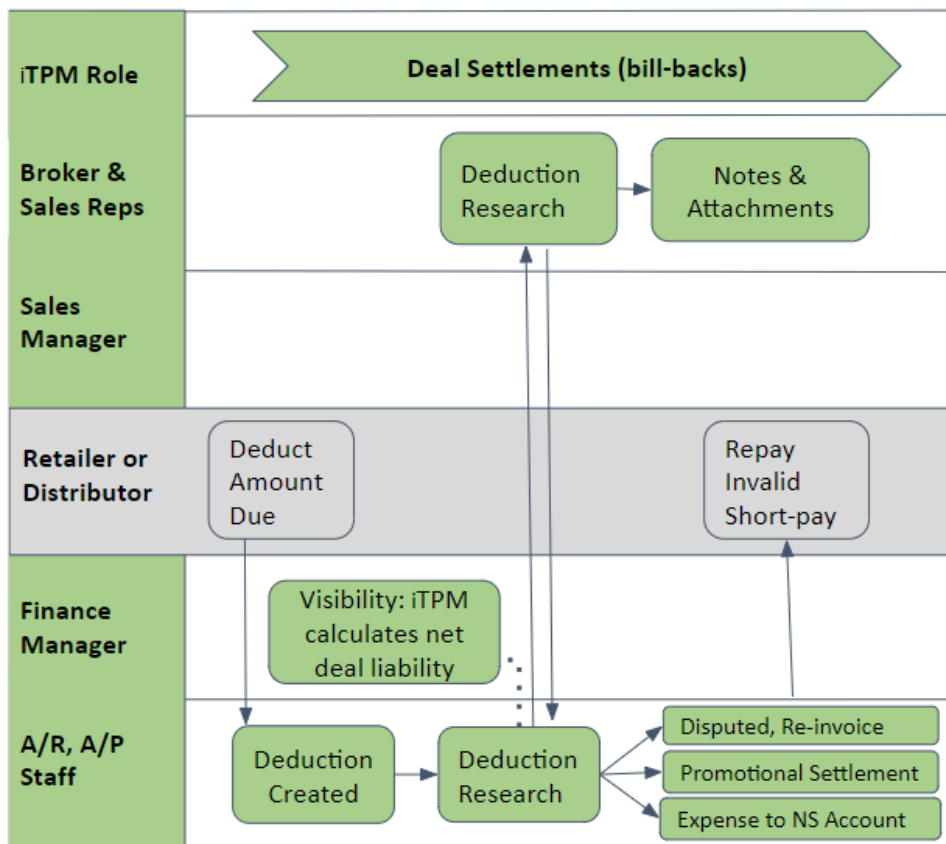 iTPM Role
Deal Settlements (bill-backs)
Broker &
Sales Reps
Deduction
Research
Notes &
Attachments
Sales
Manager
Retailer or
Distributor
Deduct
Amount
Due
Repay
Invalid
Short-pay
Finance
Manager
Visibility: iTPM
calculates net
deal liability
A/R, A/P
Staff
Deduction
Created
Deduction
Research
Disputed, Re-invoice
Promotional Settlement
Expense to NS Account